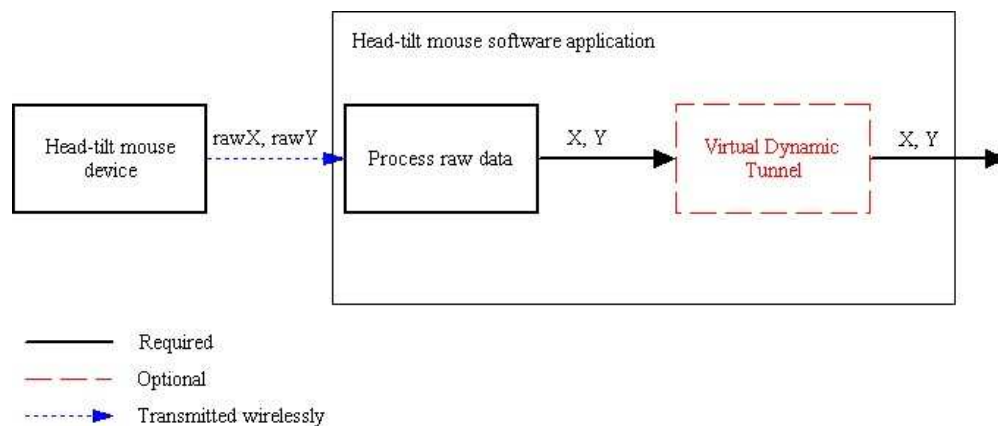 Head-tilt mouse software application
Head-tilt mouse
device
rawX, rawY
Process raw data
X, Y
Virtual Dynamic
Tunnel
X, Y
Required
Optional
Transmitted wirelessly